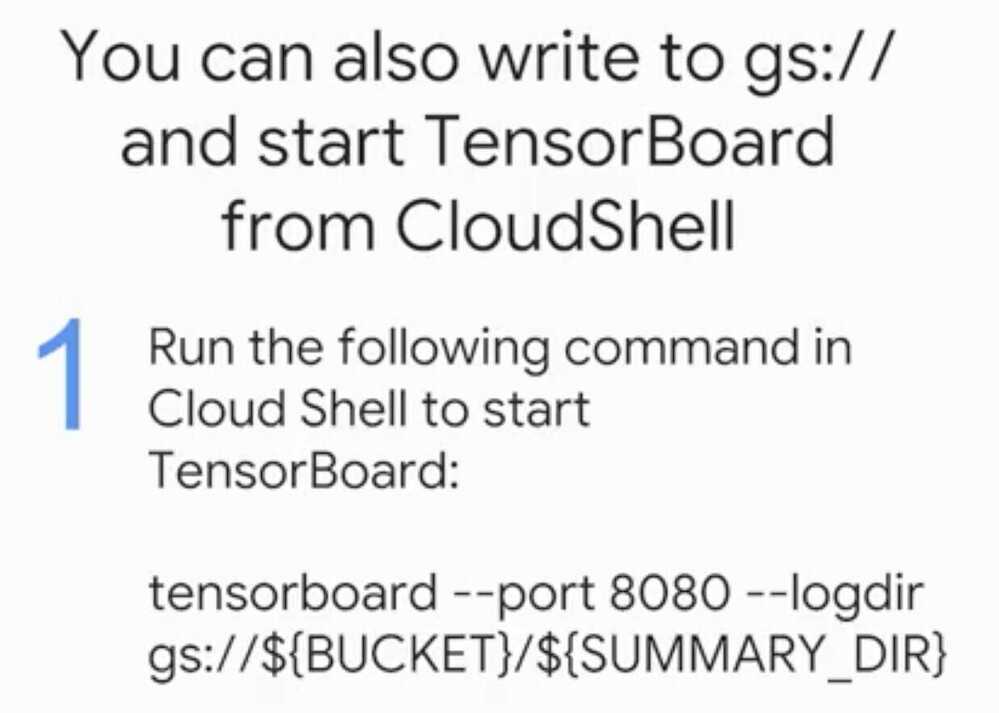 You can also write to gs://
and start TensorBoard
from CloudShell
1
Run the following command in
Cloud Shell to start
TensorBoard:
tensorboard --port 8080 --logdir
gs://${BUCKET}/${SUMMARY_DIR}